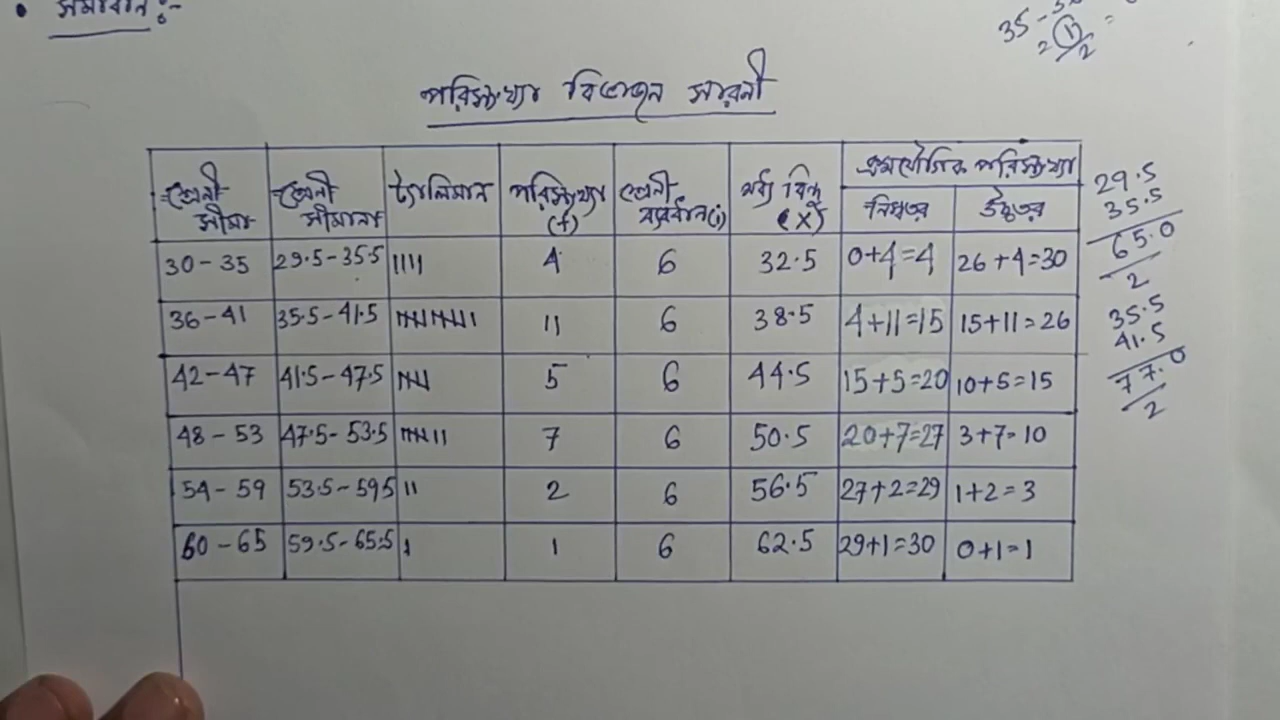 • সমাধান :-
পরিসংখ্যা বিভাজন সারনী
শ্রেনী সীমা | শ্রেনী সীমানা | ট্যালিমান | পরিসংখ্যা (f) | শ্রেনী ব্যবধান(i) | মধ্য বিন্দু (x) | ক্রমযৌগিক পরিসংখ্যা
নিম্নতর | উচ্চতর
30-35 | 29.5-35.5 | IIII | 4 | 6 | 32.5 | 0+4=4 | 26+4=30
36-41 | 35.5-41.5 | 11 | 6 | 38.5 | 4+11=15 | 15+11=26
42-47 | 41.5-47.5 | 5 | 6 | 44.5 | 15+5=20 | 10+5=15
48-53 | 47.5-53.5 | 7 | 6 | 50.5 | 20+7=27 | 3+7=10
54-59 | 53.5-59.5 | II | 2 | 6 | 56.5 | 27+2=29 | 1+2=3
60-65 | 59.5-65.5 | I | 1 | 6 | 62.5 | 29+1=30 | 0+1=1
29.5
35.5
65.0
2
35.5
41.5
77.0
2